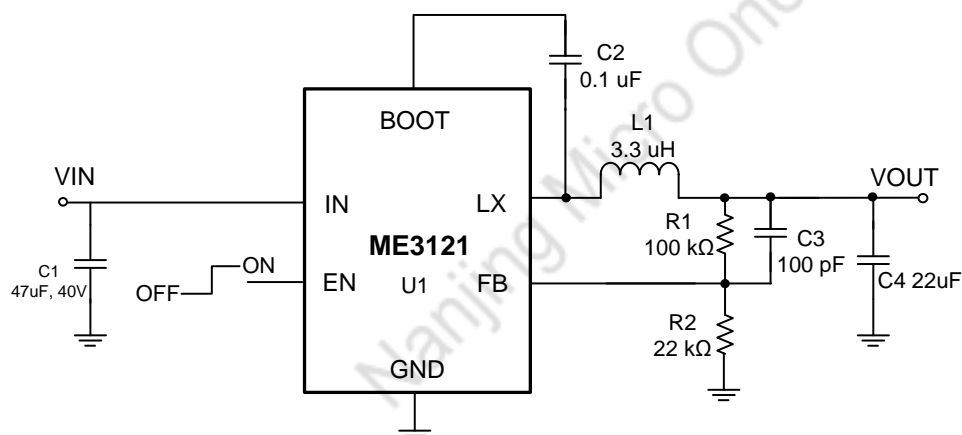 C2
0.1 uF
BOOT
L1
3.3 uH
VIN
VOUT
IN
LX
R1
100 kΩ
ME3121
C3
100 pF
C1
47uF, 40V
ON
OFF
EN
U1
FB
C4 22uF
R2
22 kΩ
GND
Nanjing Micro One